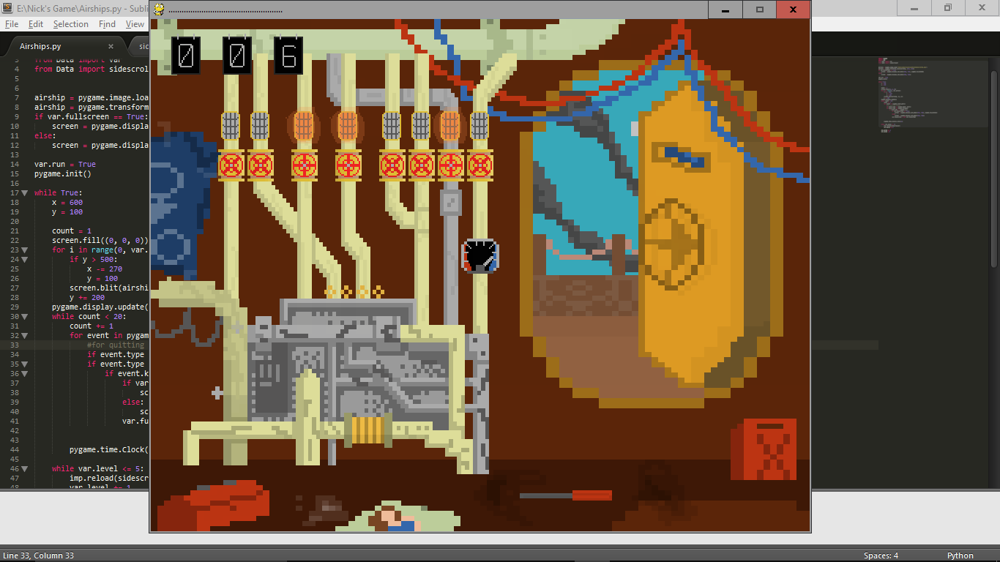 E:\Nick's Game\Airships.py - Subli
File Edit Selection Find View
Airships.py
sic
3 from Data import var
4 from Data import sidescrol
5
6
7 airship = pygame.image.loa
8 airship = pygame.transform
9 if var.fullscreen == True:
10 screen = pygame.displa
11 else:
12 screen = pygame.displa
13
14 var.run = True
15 pygame.init()
16
17 while True:
18 x = 600
19 y = 100
20
21 count = 1
22 screen.fill((0, 0, 0))
23 for i in range(0, var.
24 if y > 500:
25 x -= 270
26 y = 100
27 screen.blit(airshi
28 y += 200
29 pygame.display.update(
30 while count < 20:
31 count += 1
32 for event in pygam
33 #for quitting
34 if event.type
35 if event.type
36 if event.k
37 if var
38 sc
39 else:
40 sc
41 var.fu
42
43
44 pygame.time.Clock(
45
46 while var.level <= 5:
47 imp.reload(sidescr
48 var.level += 1
0 0 6
Line 33, Column 33
Spaces: 4
Python